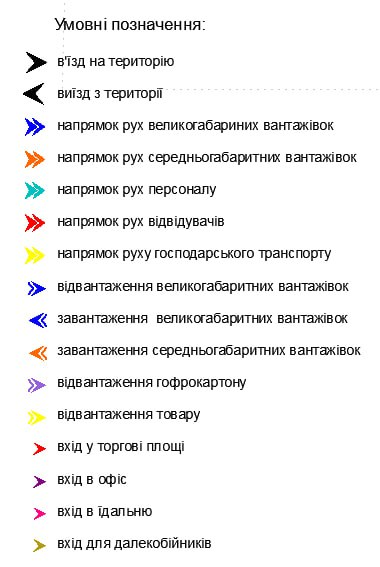 Умовні позначення:
в'їзд на територію
виїзд з території
напрямок рух великогабариних вантажівок
напрямок рух середньогабаритних вантажівок
напрямок рух персоналу
напрямок рух відвідувачів
напрямок руху господарського транспорту
відвантаження великогабаритних вантажівок
завантаження великогабаритних вантажівок
завантаження середньогабаритних вантажівок
відвантаження гофрокартону
відвантаження товару
вхід у торгові площі
вхід в офіс
вхід в їдальню
вхід для далекобійників